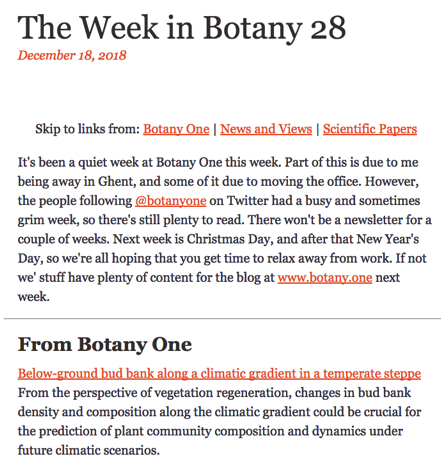 The Week in Botany 28
December 18, 2018
Skip to links from: Botany One | News and Views | Scientific Papers
It's been a quiet week at Botany One this week. Part of this is due to me
being away in Ghent, and some of it due to moving the office. However,
the people following @botanyone on Twitter had a busy and sometimes
grim week, so there's still plenty to read. There won't be a newsletter for a
couple of weeks. Next week is Christmas Day, and after that New Year's
Day, so we're all hoping that you get time to relax away from work. If not
we' stuff have plenty of content for the blog at www.botany.one next
week.
From Botany One
Below-ground bud bank along a climatic gradient in a temperate steppe
From the perspective of vegetation regeneration, changes in bud bank
density and composition along the climatic gradient could be crucial for
the prediction of plant community composition and dynamics under
future climatic scenarios.